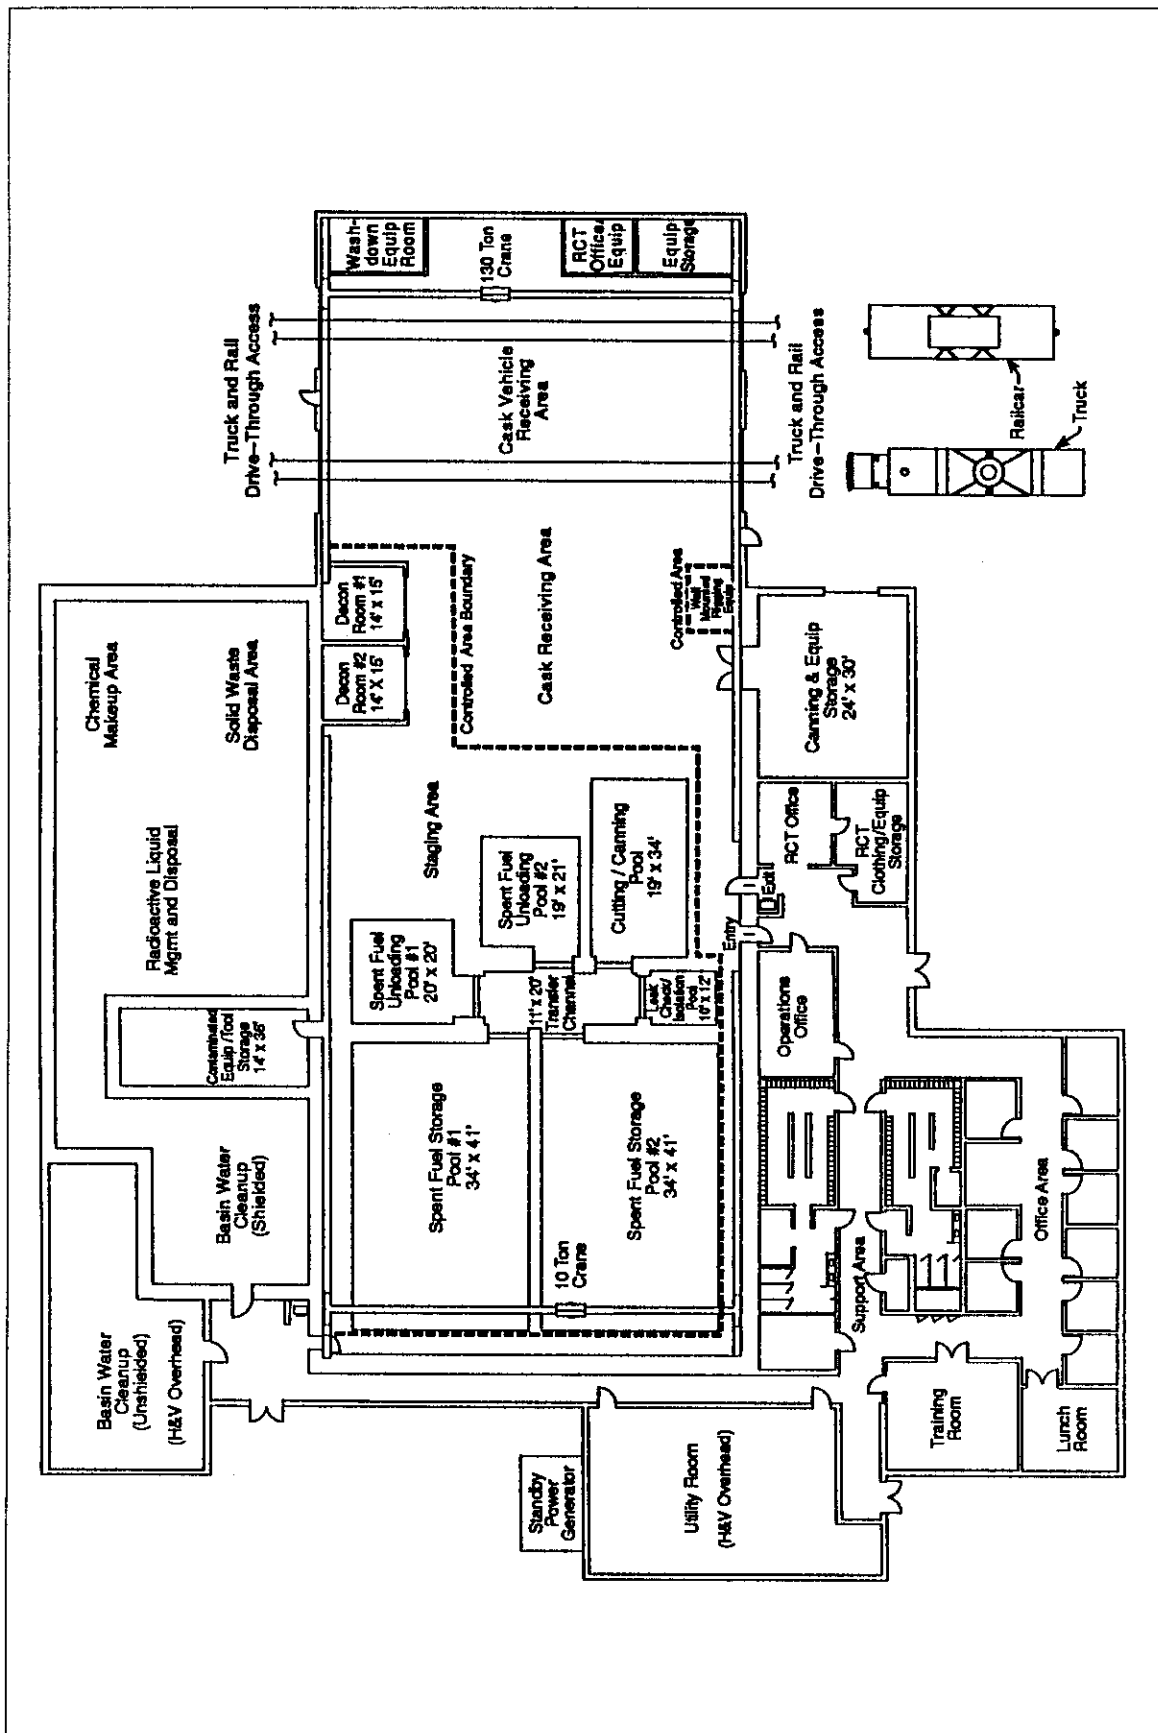 Chemical
Makeup Area
Solid Waste
Disposal Area
Radioactive Liquid
Mgmt and Disposal
Contaminated
Equip/Tool
Storage
14' x 36'
Basin Water
Cleanup
(Shielded)
Basin Water
Cleanup
(Unshielded)
(H&V Overhead)
Truck and Rail
Drive-Through Access
Wash-
down
Equip
Room
130 Ton
Crane
RCT
Office/
Equip
Equip
Storage
Cask Vehicle
Receiving
Area
Decon
Room #1
14' x 15'
Decon
Room #2
14' X 15'
Controlled Area Boundary
Cask Receiving Area
Controlled Area
Wall
Mounted
Rigging
Equip
Staging Area
Spent Fuel
Unloading
Pool #1
20' x 20'
Spent Fuel
Unloading
Pool #2
19' x 21'
Cutting / Canning
Pool
19' x 34'
11' x 20'
Transfer
Channel
Leak
Check/
Isolation
Pool
10' x 12'
Spent Fuel Storage
Pool #1
34' x 41'
Spent Fuel Storage
Pool #2
34' x 41'
10 Ton
Crane
Truck and Rail
Drive-Through Access
Railcar
Truck
Canning & Equip
Storage
24' x 30'
RCT Office
RCT
Clothing/Equip
Storage
Exit
Entry
Operations
Office
Support Area
Office Area
Training
Room
Lunch
Room
Standby
Power
Generator
Utility Room
(H&V Overhead)